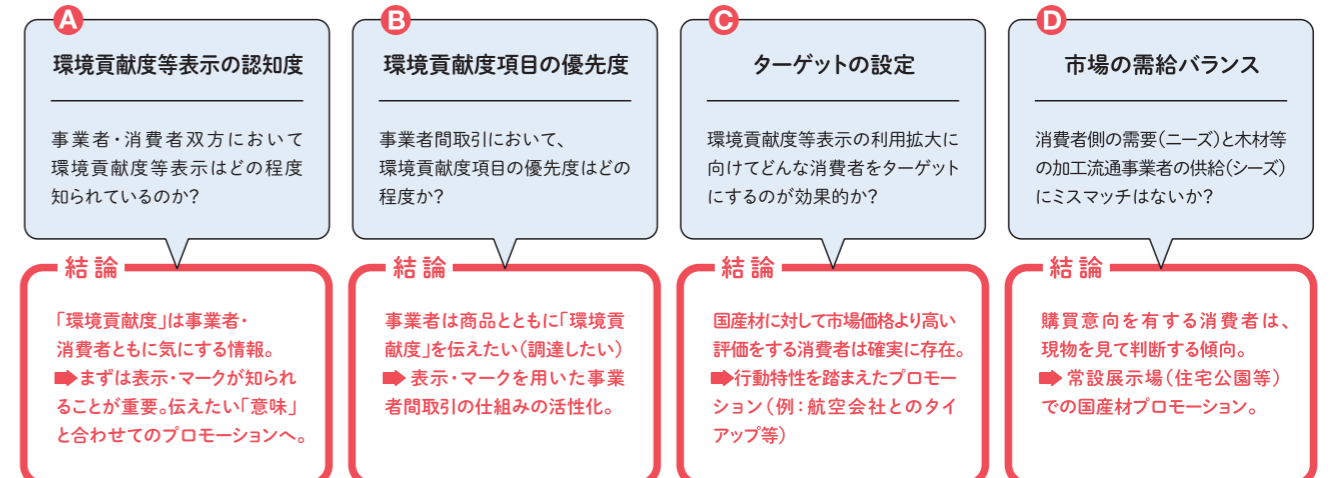 A
環境貢献度等表示の認知度
事業者・消費者双方において
環境貢献度等表示はどの程度
知られているのか?
結論
「環境貢献度」は事業者・
消費者ともに気にする情報。
➡まずは表示・マークが知られ
ることが重要。伝えたい「意味」
と合わせてのプロモーションへ。
B
環境貢献度項目の優先度
事業者間取引において、
環境貢献度項目の優先度はどの
程度か?
結論
事業者は商品とともに「環境貢
献度」を伝えたい(調達したい)
➡表示・マークを用いた事業
者間取引の仕組みの活性化。
C
ターゲットの設定
環境貢献度等表示の利用拡大に
向けてどんな消費者をターゲット
にするのが効果的か?
結論
国産材に対して市場価格より高い
評価をする消費者は確実に存在。
➡行動特性を踏まえたプロモー
ション(例:航空会社とのタイ
アップ等)
D
市場の需給バランス
消費者側の需要(ニーズ)と木材等
の加工流通事業者の供給(シーズ)
にミスマッチはないか?
結論
購買意向を有する消費者は、
現物を見て判断する傾向。
➡常設展示場(住宅公園等)
での国産材プロモーション。